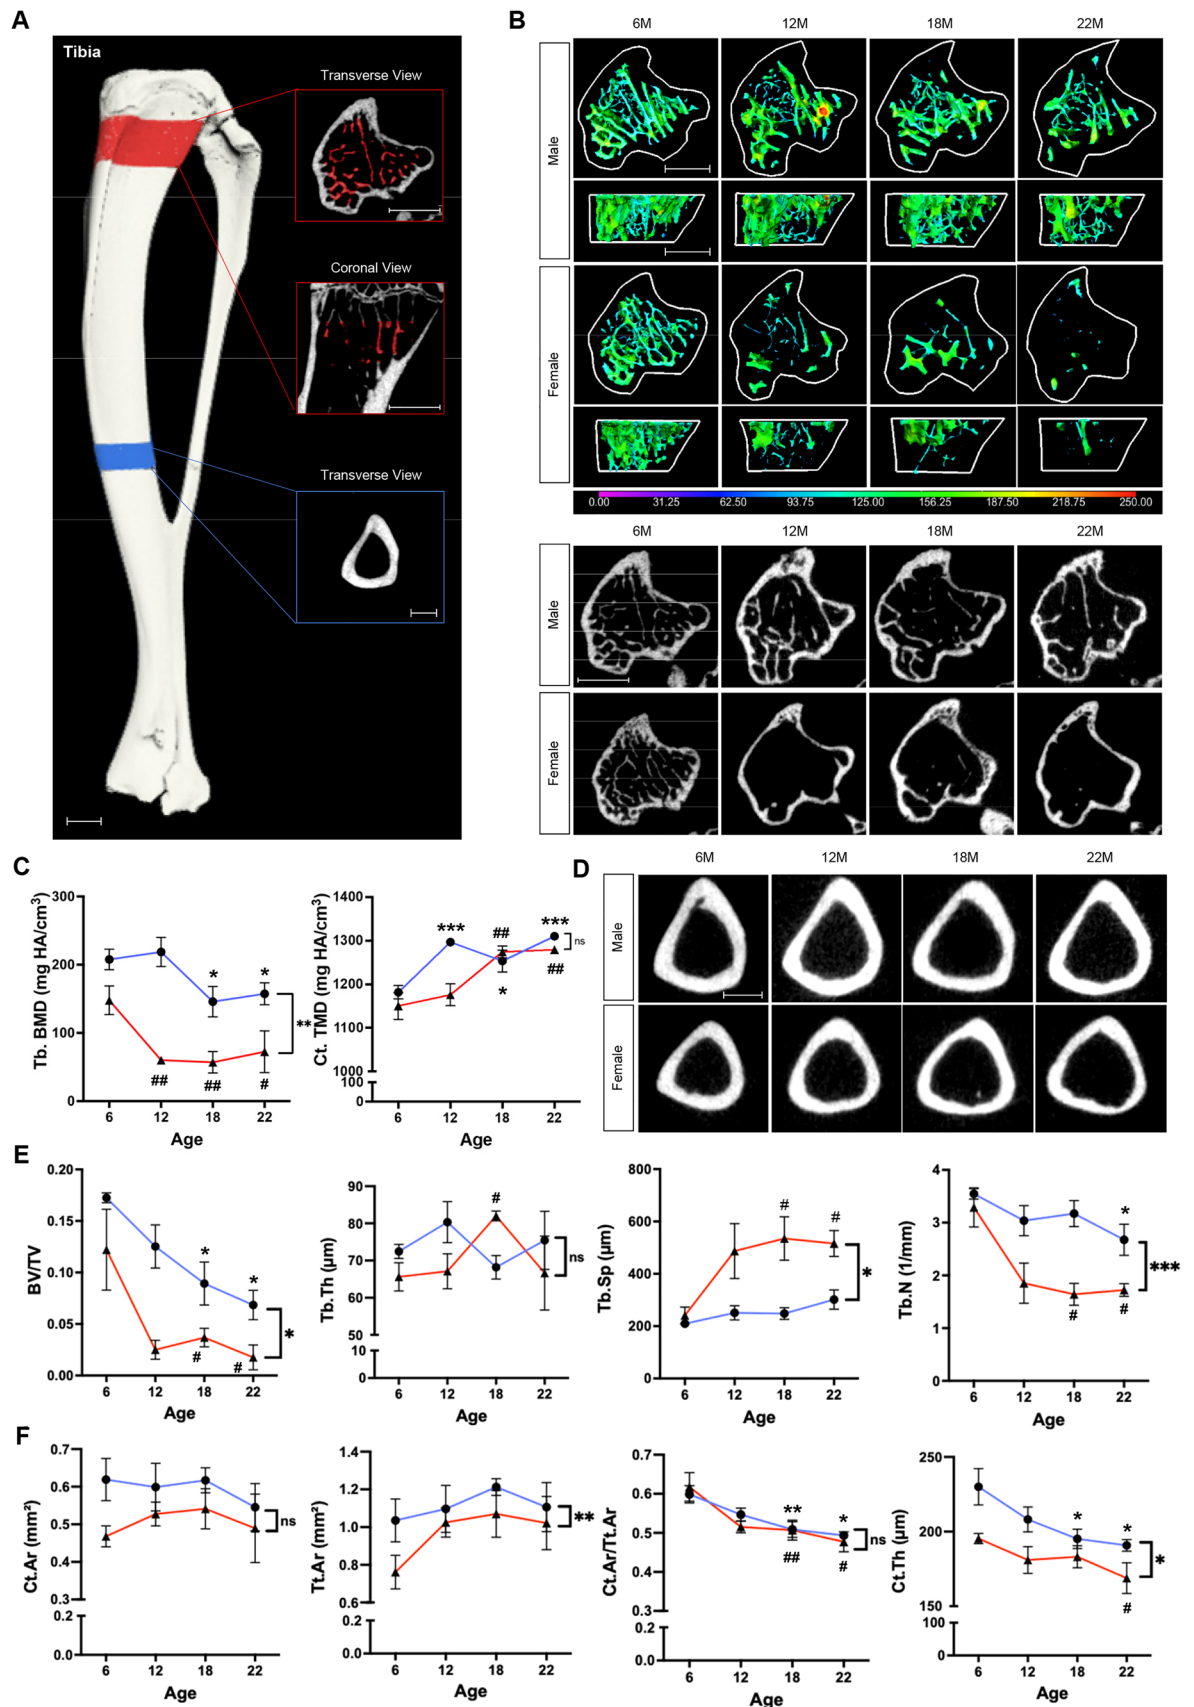 A
Tibia
Transverse View
Coronal View
Transverse View
B
6M 12M 18M 22M
Male
Female
0.00 31.25 62.50 93.75 125.00 156.25 187.50 218.75 250.00
6M 12M 18M 22M
Male
Female
C
Tb. BMD (mg HA/cm³)
300
200
100
0
*
*
**
##
##
#
6 12 18 22
Age
Ct. TMD (mg HA/cm³)
1400
1300
1200
1100
1000
100
0
***
##
***
ns
*
##
6 12 18 22
Age
D
6M 12M 18M 22M
Male
Female
E
BV/TV
0.20
0.15
0.10
0.05
0.00
*
*
*
#
#
6 12 18 22
Age
Tb.Th (μm)
90
80
70
60
50
10
0
#
ns
6 12 18 22
Age
Tb.Sp (μm)
800
600
400
200
0
#
#
*
6 12 18 22
Age
Tb.N (1/mm)
4
3
2
1
0
*
***
#
#
6 12 18 22
Age
F
Ct.Ar (mm²)
0.7
0.6
0.5
0.4
0.3
0.2
0.0
ns
6 12 18 22
Age
Tt.Ar (mm²)
1.4
1.2
1.0
0.8
0.6
0.2
0.0
**
6 12 18 22
Age
Ct.Ar/Tt.Ar
0.7
0.6
0.5
0.4
0.3
0.2
0.0
**
*
ns
##
#
6 12 18 22
Age
Ct.Th (μm)
250
200
150
100
0
*
*
*
#
6 12 18 22
Age